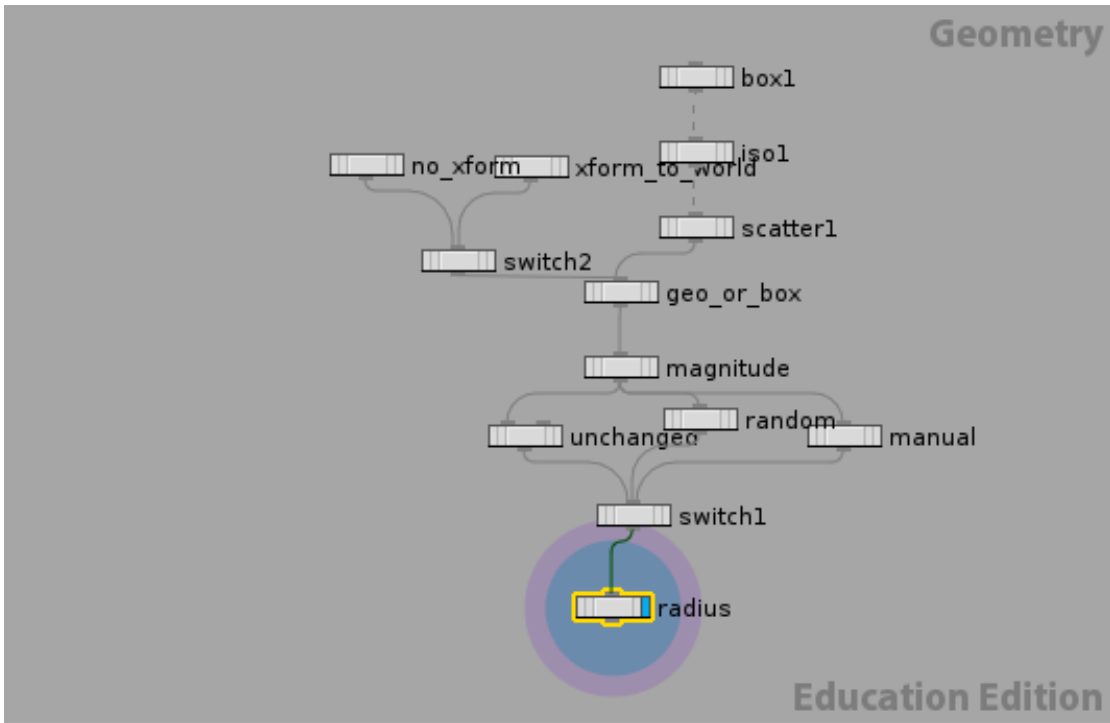 Geometry
box1
iso1
no_xform
xform_to_world
scatter1
switch2
geo_or_box
magnitude
random
unchanged
manual
switch1
radius
Education Edition